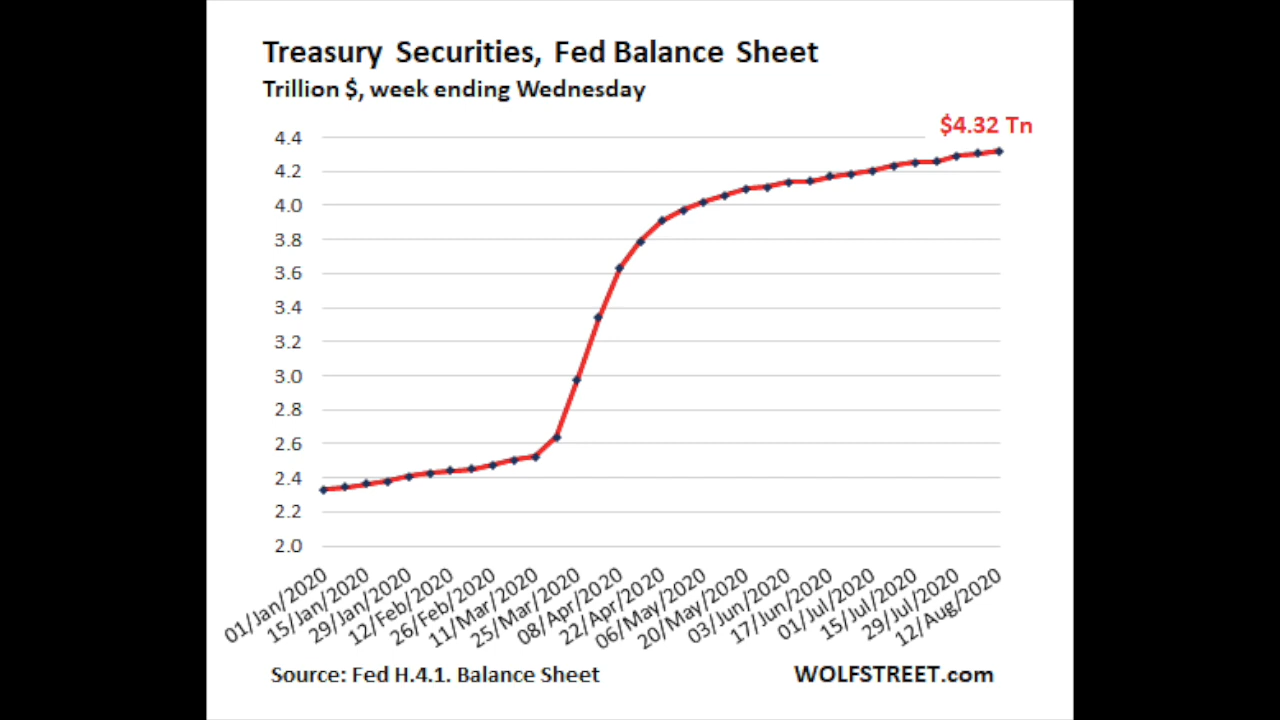 Treasury Securities, Fed Balance Sheet
Trillion $, week ending Wednesday
$4.32 Tn
4.4
4.2
4.0
3.8
3.6
3.4
3.2
3.0
2.8
2.6
2.4
2.2
2.0
01/Jan/2020
15/Jan/2020
29/Jan/2020
12/Feb/2020
26/Feb/2020
11/Mar/2020
25/Mar/2020
08/Apr/2020
22/Apr/2020
06/May/2020
20/May/2020
03/Jun/2020
17/Jun/2020
01/Jul/2020
15/Jul/2020
29/Jul/2020
12/Aug/2020
Source: Fed H.4.1. Balance Sheet
WOLFSTREET.com